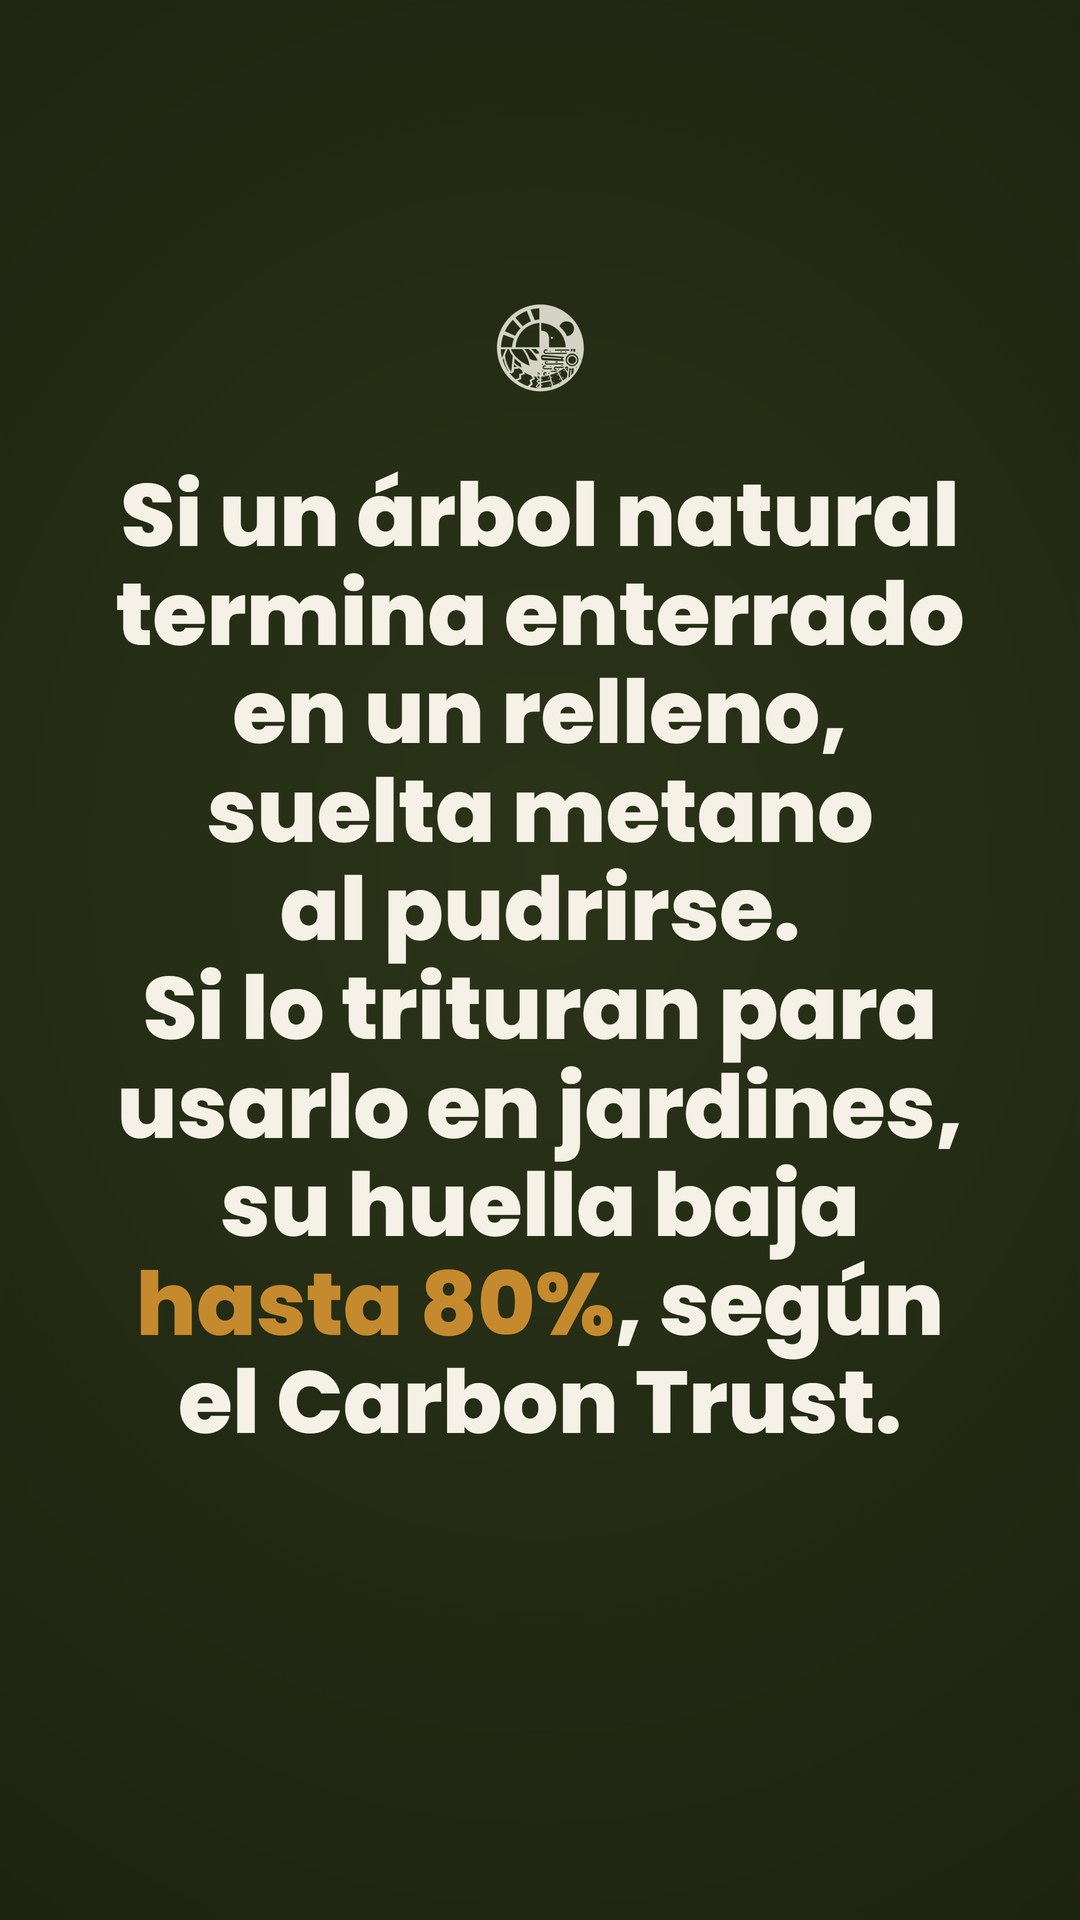 Si un árbol natural
termina enterrado
en un relleno,
suelta metano
al pudrirse.
Si lo trituran para
usarlo en jardines,
su huella baja
hasta 80%, según
el Carbon Trust.